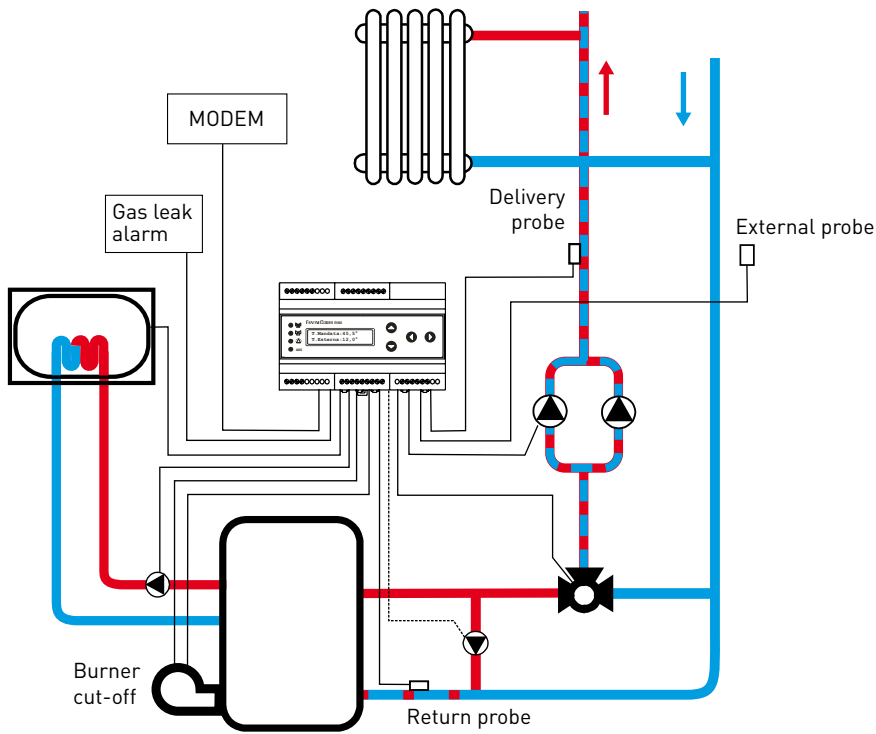 MODEM
Gas leak
alarm
Delivery
probe
External probe
T.Mandata:45,5°
T.Esterna:12,0°
Burner
cut-off
Return probe